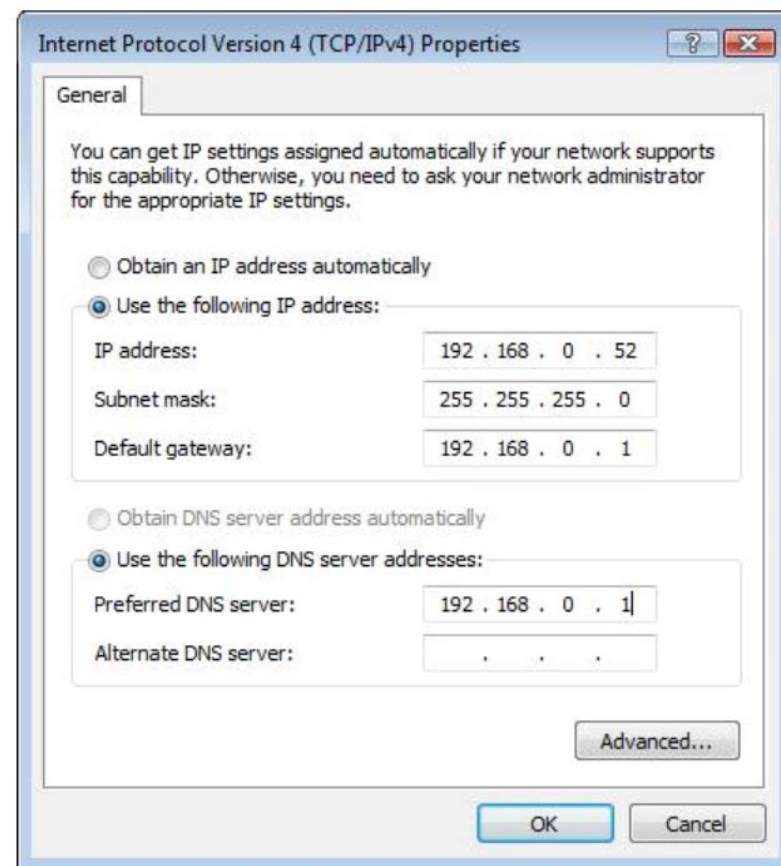 Internet Protocol Version 4 (TCP/IPv4) Properties
General
You can get IP settings assigned automatically if your network supports
this capability. Otherwise, you need to ask your network administrator
for the appropriate IP settings.
Obtain an IP address automatically
Use the following IP address:
IP address: 192 . 168 . 0 . 52
Subnet mask: 255 . 255 . 255 . 0
Default gateway: 192 . 168 . 0 . 1
Obtain DNS server address automatically
Use the following DNS server addresses:
Preferred DNS server: 192 . 168 . 0 . 1
Alternate DNS server: . . .
Advanced...
OK Cancel